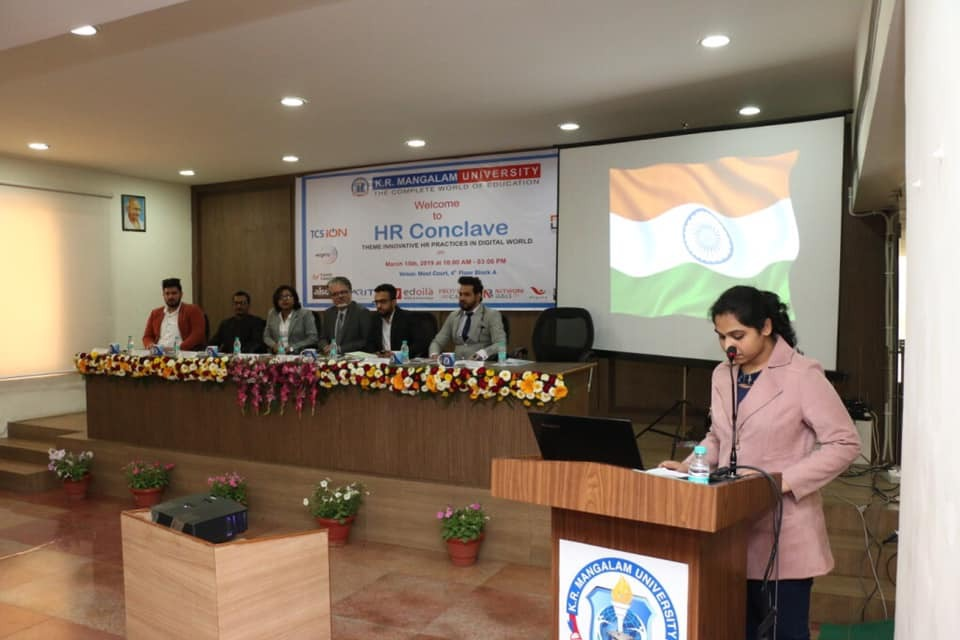 K.R. MANGALAM UNIVERSITY
THE COMPLETE WORLD OF EDUCATION
Welcome
to
HR Conclave
THEME:INNOVATIVE HR PRACTICES IN DIGITAL WORLD
on
March 15th, 2019 at 10:00 AM - 03:00 PM
Venue: Moot Court, 4th Floor Block A
TCS iON
edoila
NETWORK
K.R. MANGALAM UNIVERSITY